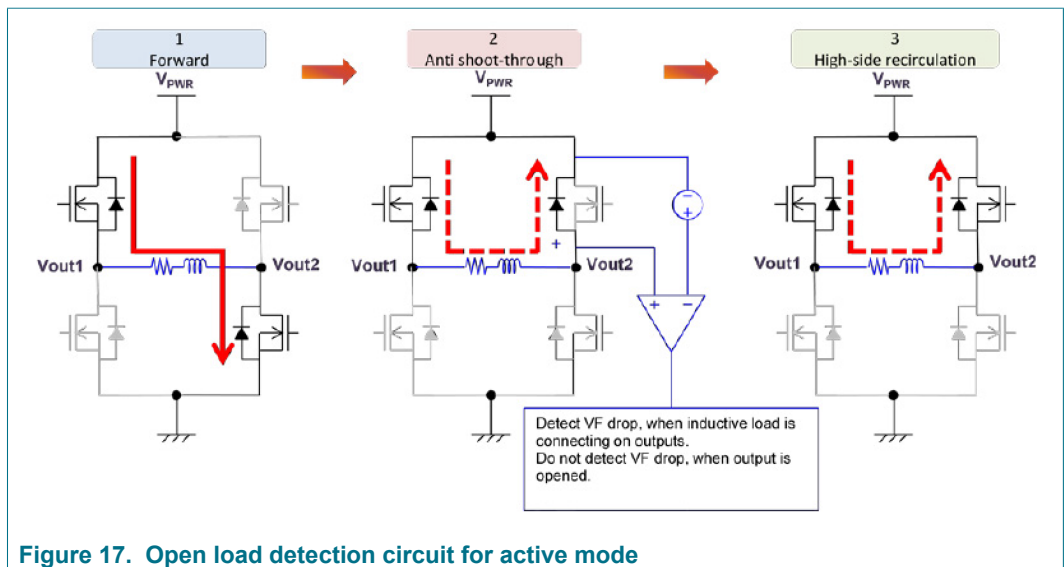 1
Forward
2
Anti shoot-through
3
High-side recirculation
VPWR
VPWR
VPWR
Vout1
Vout2
Vout1
Vout2
Vout1
Vout2
+
−
+
+
−
Detect VF drop, when inductive load is
connecting on outputs.
Do not detect VF drop, when output is
opened.
Figure 17. Open load detection circuit for active mode